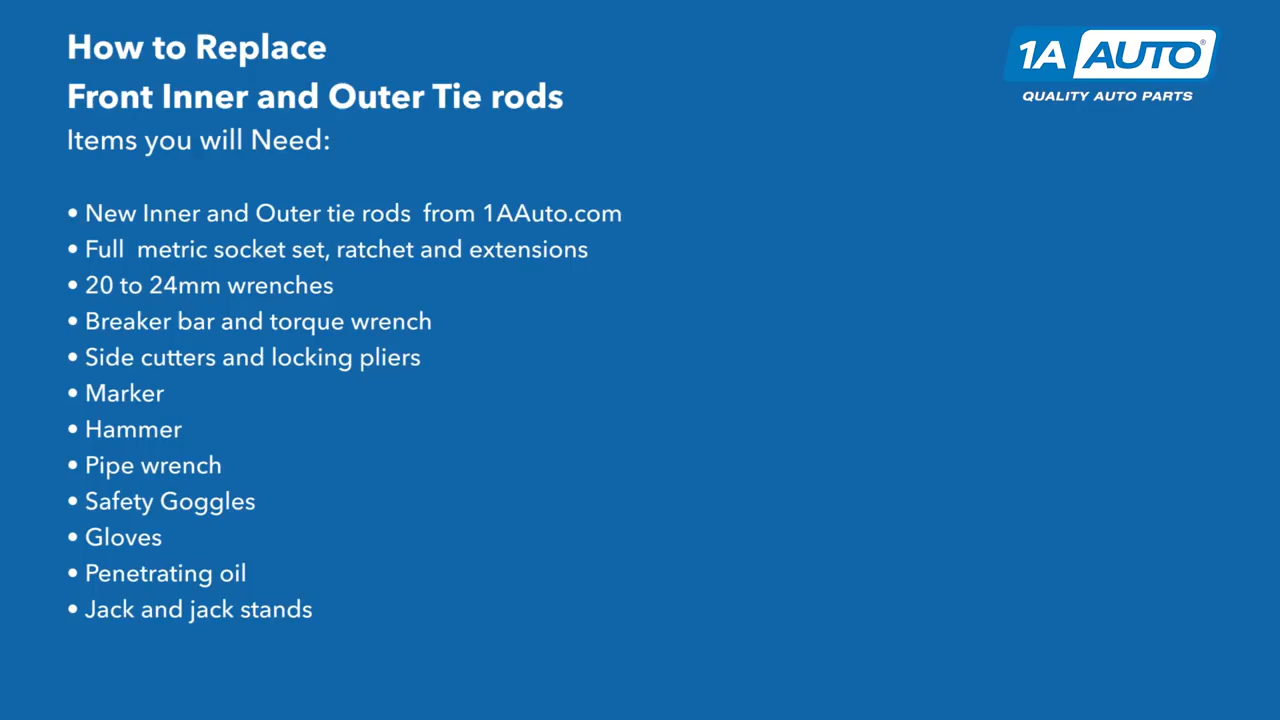 How to Replace
Front Inner and Outer Tie rods
Items you will Need:
• New Inner and Outer tie rods  from 1AAuto.com
• Full  metric socket set, ratchet and extensions
• 20 to 24mm wrenches
• Breaker bar and torque wrench
• Side cutters and locking pliers
• Marker
• Hammer
• Pipe wrench
• Safety Goggles
• Gloves
• Penetrating oil
• Jack and jack stands
1A AUTO®
QUALITY AUTO PARTS